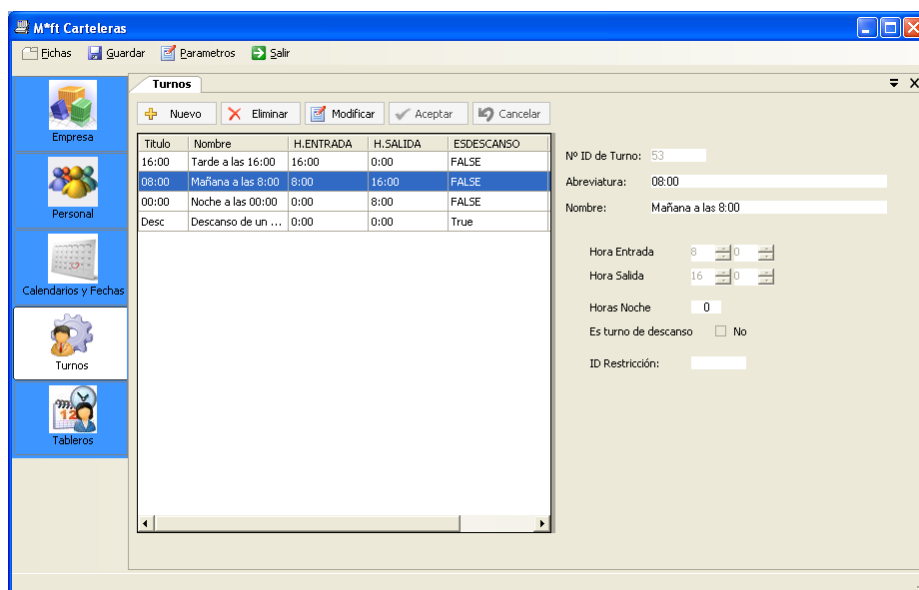 M*ft Carteleras
Fichas Guardar Parametros Salir
Turnos
Nuevo Eliminar Modificar Aceptar Cancelar
Empresa
Personal
Calendarios y Fechas
Turnos
12
Tableros
Titulo Nombre H.ENTRADA H.SALIDA ESDESCANSO
16:00 Tarde a las 16:00 16:00 0:00 FALSE
08:00 Mañana a las 8:00 8:00 16:00 FALSE
00:00 Noche a las 00:00 0:00 8:00 FALSE
Desc Descanso de un ... 0:00 0:00 True
Nº ID de Turno: 53
Abreviatura: 08:00
Nombre: Mañana a las 8:00
Hora Entrada 8 0
Hora Salida 16 0
Horas Noche 0
Es turno de descanso No
ID Restricción: